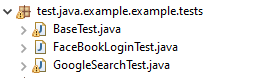 test.java.example.example.tests
BaseTest.java
FaceBookLoginTest.java
GoogleSearchTest.java